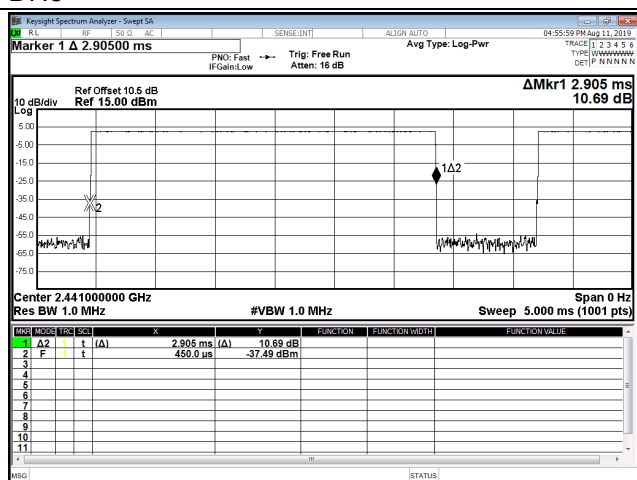 Keysight Spectrum Analyzer - Swept SA
RL RF 50 Ω AC SENSE:INT ALIGN AUTO 04:55:59 PM Aug 11, 2019
Marker 1 Δ 2.90500 ms
PNO: Fast Trig: Free Run Avg Type: Log-Pwr TRACE 1 2 3 4 5 6
IFGain:Low Atten: 16 dB TYPE WWWWWW
DET P NNNNN
Ref Offset 10.5 dB ΔMkr1 2.905 ms
10 dB/div Ref 15.00 dBm 10.69 dB
Log
5.00
-5.00
-15.0
1Δ2
-25.0
-35.0
2
-45.0
-55.0
-65.0
-75.0
Center 2.441000000 GHz Span 0 Hz
Res BW 1.0 MHz #VBW 1.0 MHz Sweep 5.000 ms (1001 pts)
MKR MODE TRC SCL X Y FUNCTION FUNCTION WIDTH FUNCTION VALUE
1 Δ2 1 t (Δ) 2.905 ms (Δ) 10.69 dB
2 F 1 t 450.0 µs -37.49 dBm
3
4
5
6
7
8
9
10
11
MSG STATUS